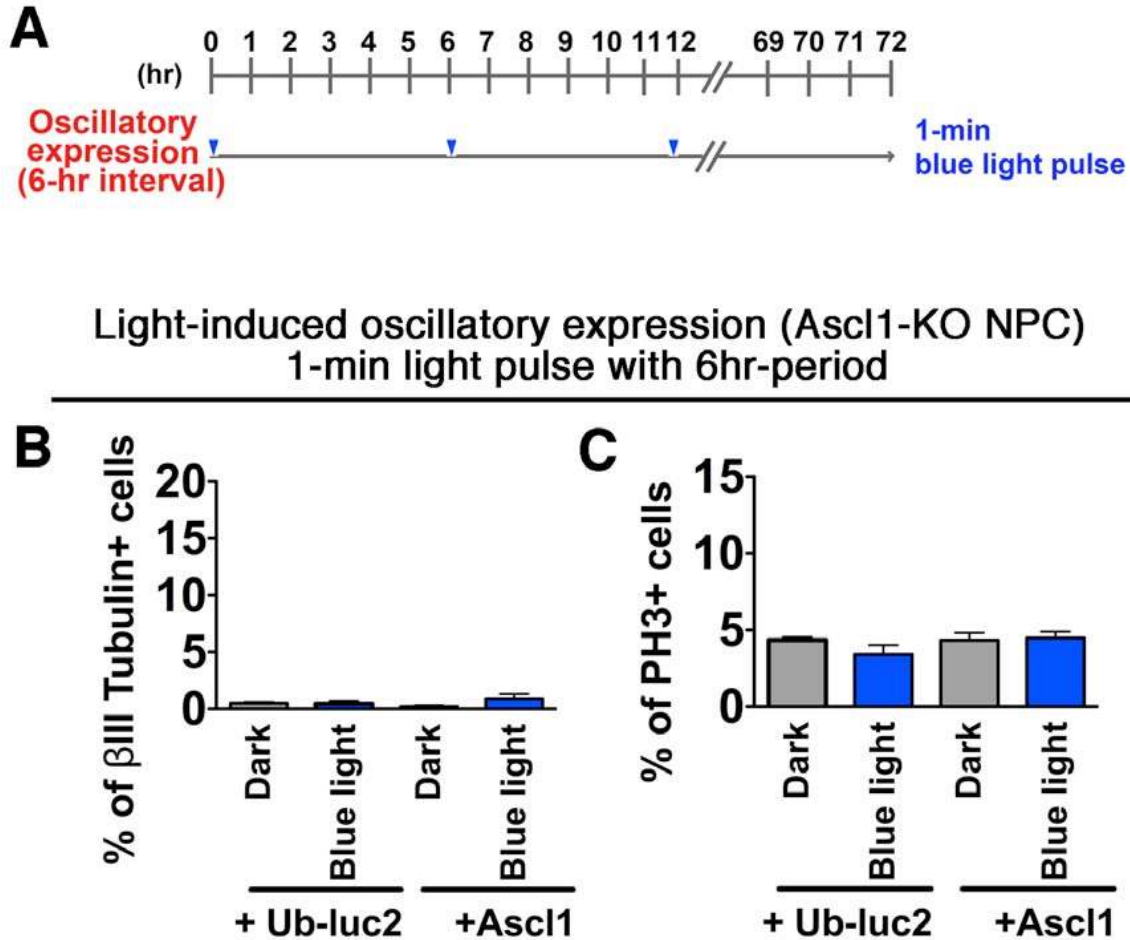 A
0 1 2 3 4 5 6 7 8 9 10 11 12 69 70 71 72
(hr)
Oscillatory
expression
(6-hr interval)
1-min
blue light pulse
Light-induced oscillatory expression (Ascl1-KO NPC)
1-min light pulse with 6hr-period
B
% of βIII Tubulin+ cells
20
15
10
5
0
Dark
Blue light
Dark
Blue light
+ Ub-luc2
+Ascl1
C
% of PH3+ cells
15
10
5
0
Dark
Blue light
Dark
Blue light
+ Ub-luc2
+Ascl1